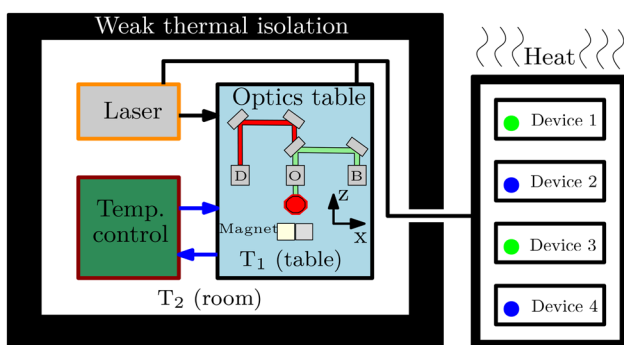 Weak thermal isolation
Heat
Laser
Optics table
D
O
B
Z
X
Magnet
Temp.
control
T₁ (table)
T₂ (room)
Device 1
Device 2
Device 3
Device 4